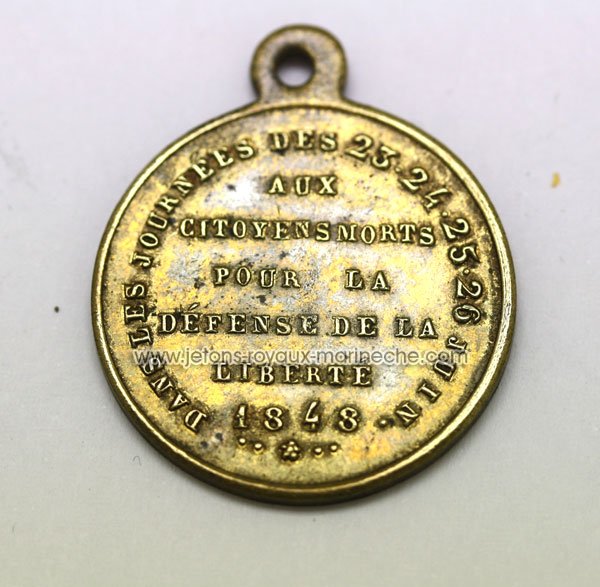 DANS LES JOURNÉES DES 23.24.25.26 JUIN.
AUX
CITOYENS MORTS
POUR LA
DÉFENSE DE LA
LIBERTÉ
1848
www.jetons-royaux-marineche.com